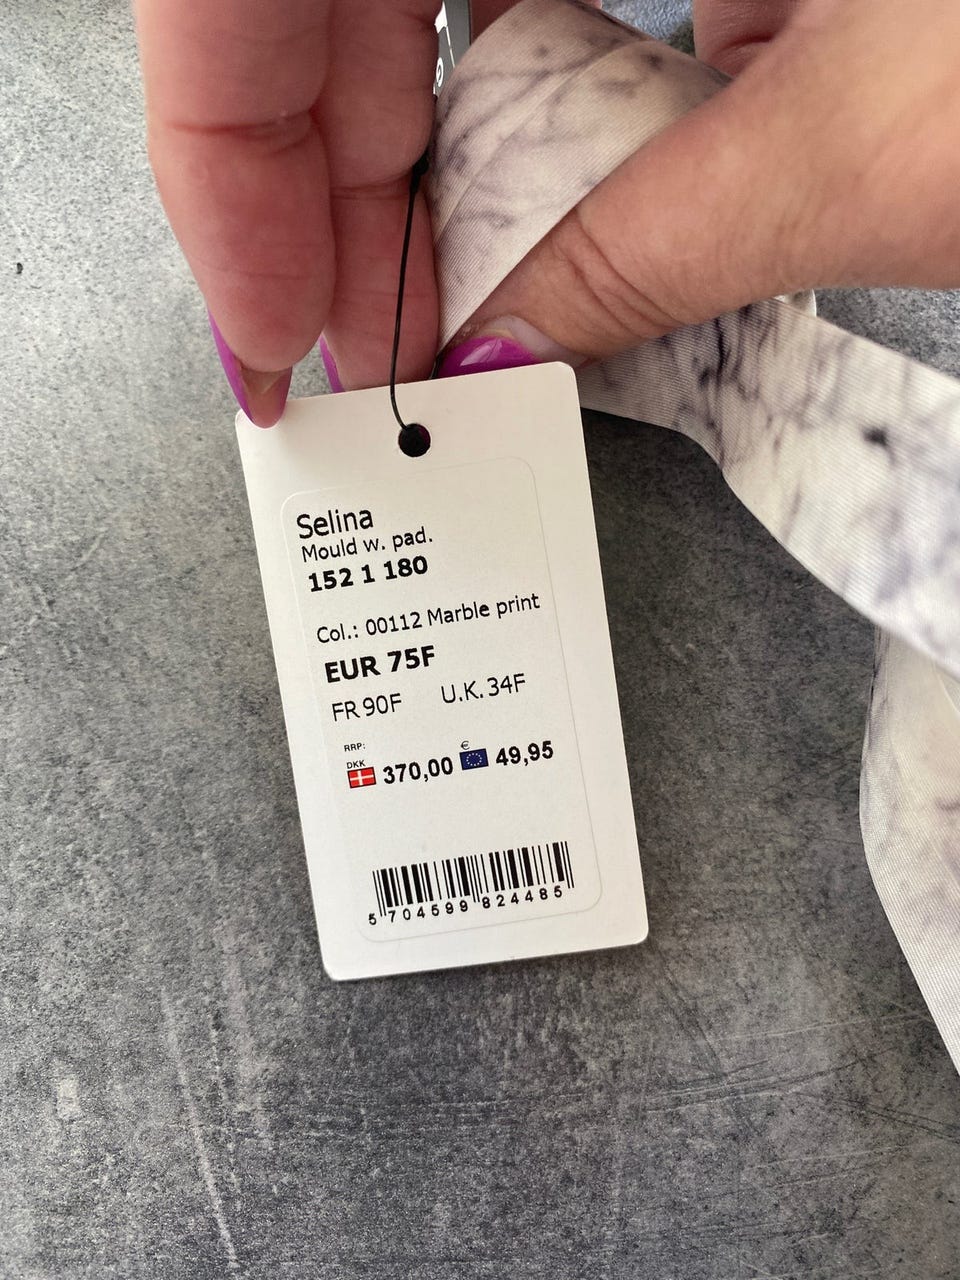 Selina
Mould w. pad.
152 1 180
Col.: 00112 Marble print
EUR 75F
FR 90F U.K. 34F
RRP:
DKK €
370,00 49,95
5 704599 824485